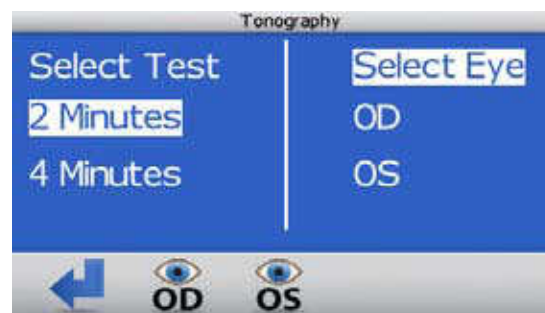 Tonography
Select Test
2 Minutes
4 Minutes
Select Eye
OD
OS
OD
OS